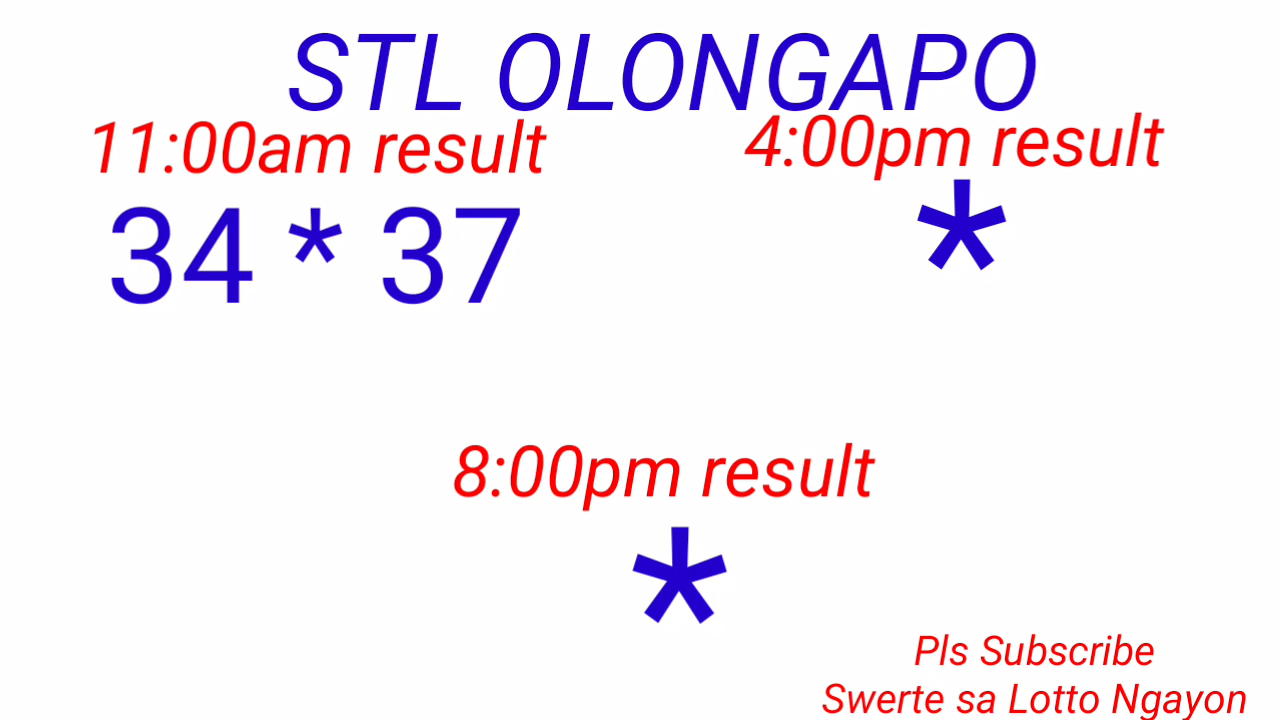 STL OLONGAPO
11:00am result
34 * 37
4:00pm result
*
8:00pm result
*
Pls Subscribe
Swerte sa Lotto Ngayon